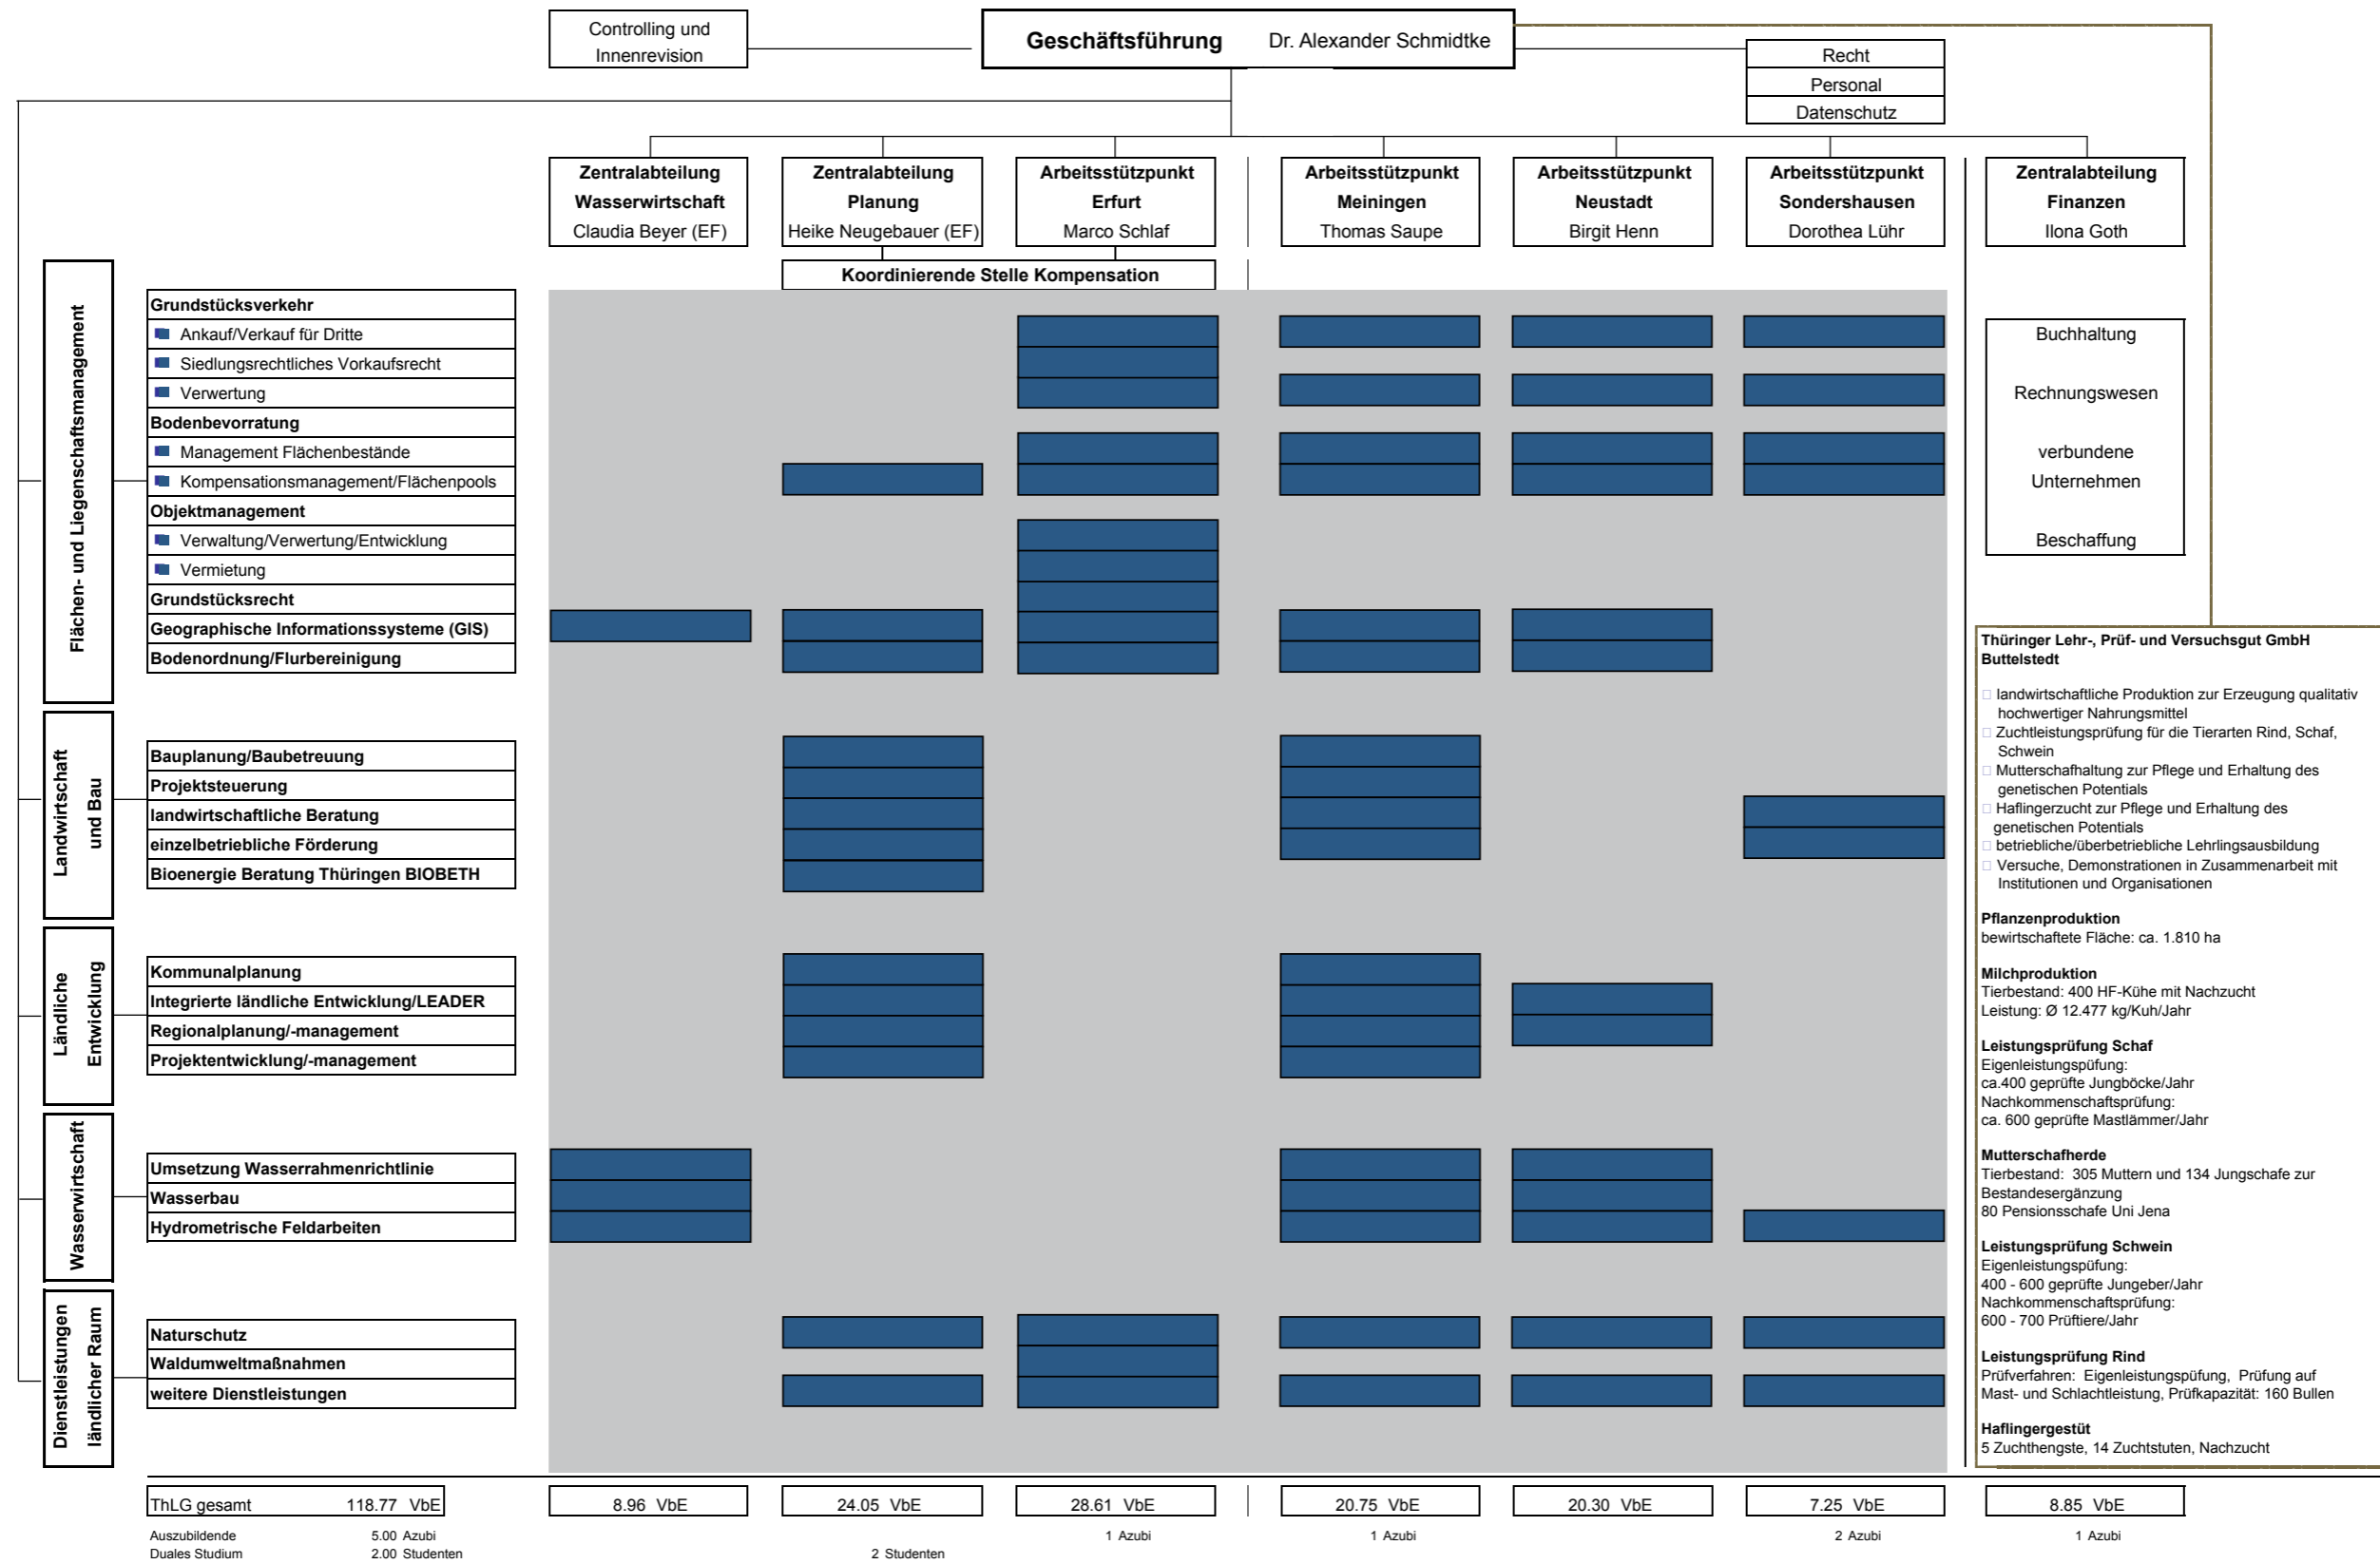 Controlling und
Innenrevision
Geschäftsführung Dr. Alexander Schmidtke
Recht
Personal
Datenschutz
Zentralabteilung
Wasserwirtschaft
Claudia Beyer (EF)
Zentralabteilung
Planung
Heike Neugebauer (EF)
Arbeitsstützpunkt
Erfurt
Marco Schlaf
Arbeitsstützpunkt
Meiningen
Thomas Saupe
Arbeitsstützpunkt
Neustadt
Birgit Henn
Arbeitsstützpunkt
Sondershausen
Dorothea Lühr
Zentralabteilung
Finanzen
Ilona Goth
Koordinierende Stelle Kompensation
Flächen- und Liegenschaftsmanagement
Grundstücksverkehr
Ankauf/Verkauf für Dritte
Siedlungsrechtliches Vorkaufsrecht
Verwertung
Bodenbevorratung
Management Flächenbestände
Kompensationsmanagement/Flächenpools
Objektmanagement
Verwaltung/Verwertung/Entwicklung
Vermietung
Grundstücksrecht
Geographische Informationssysteme (GIS)
Bodenordnung/Flurbereinigung
Landwirtschaft
und Bau
Bauplanung/Baubetreuung
Projektsteuerung
landwirtschaftliche Beratung
einzelbetriebliche Förderung
Bioenergie Beratung Thüringen BIOBETH
Ländliche
Entwicklung
Kommunalplanung
Integrierte ländliche Entwicklung/LEADER
Regionalplanung/-management
Projektentwicklung/-management
Wasserwirtschaft
Umsetzung Wasserrahmenrichtlinie
Wasserbau
Hydrometrische Feldarbeiten
Dienstleistungen
ländlicher Raum
Naturschutz
Waldumweltmaßnahmen
weitere Dienstleistungen
Buchhaltung
Rechnungswesen
verbundene
Unternehmen
Beschaffung
Thüringer Lehr-, Prüf- und Versuchsgut GmbH
Buttelstedt
landwirtschaftliche Produktion zur Erzeugung qualitativ
hochwertiger Nahrungsmittel
Zuchtleistungsprüfung für die Tierarten Rind, Schaf,
Schwein
Mutterschafhaltung zur Pflege und Erhaltung des
genetischen Potentials
Haflingerzucht zur Pflege und Erhaltung des
genetischen Potentials
betriebliche/überbetriebliche Lehrlingsausbildung
Versuche, Demonstrationen in Zusammenarbeit mit
Institutionen und Organisationen
Pflanzenproduktion
bewirtschaftete Fläche: ca. 1.810 ha
Milchproduktion
Tierbestand: 400 HF-Kühe mit Nachzucht
Leistung: Ø 12.477 kg/Kuh/Jahr
Leistungsprüfung Schaf
Eigenleistungspüfung:
ca.400 geprüfte Jungböcke/Jahr
Nachkommenschaftsprüfung:
ca. 600 geprüfte Mastlämmer/Jahr
Mutterschafherde
Tierbestand: 305 Muttern und 134 Jungschafe zur
Bestandesergänzung
80 Pensionsschafe Uni Jena
Leistungsprüfung Schwein
Eigenleistungspüfung:
400 - 600 geprüfte Jungeber/Jahr
Nachkommenschaftsprüfung:
600 - 700 Prüftiere/Jahr
Leistungsprüfung Rind
Prüfverfahren: Eigenleistungspüfung, Prüfung auf
Mast- und Schlachtleistung, Prüfkapazität: 160 Bullen
Haflingergestüt
5 Zuchthengste, 14 Zuchtstuten, Nachzucht
ThLG gesamt 118.77 VbE 8.96 VbE 24.05 VbE 28.61 VbE 20.75 VbE 20.30 VbE 7.25 VbE 8.85 VbE
Auszubildende 5.00 Azubi 1 Azubi 1 Azubi 2 Azubi 1 Azubi
Duales Studium 2.00 Studenten 2 Studenten